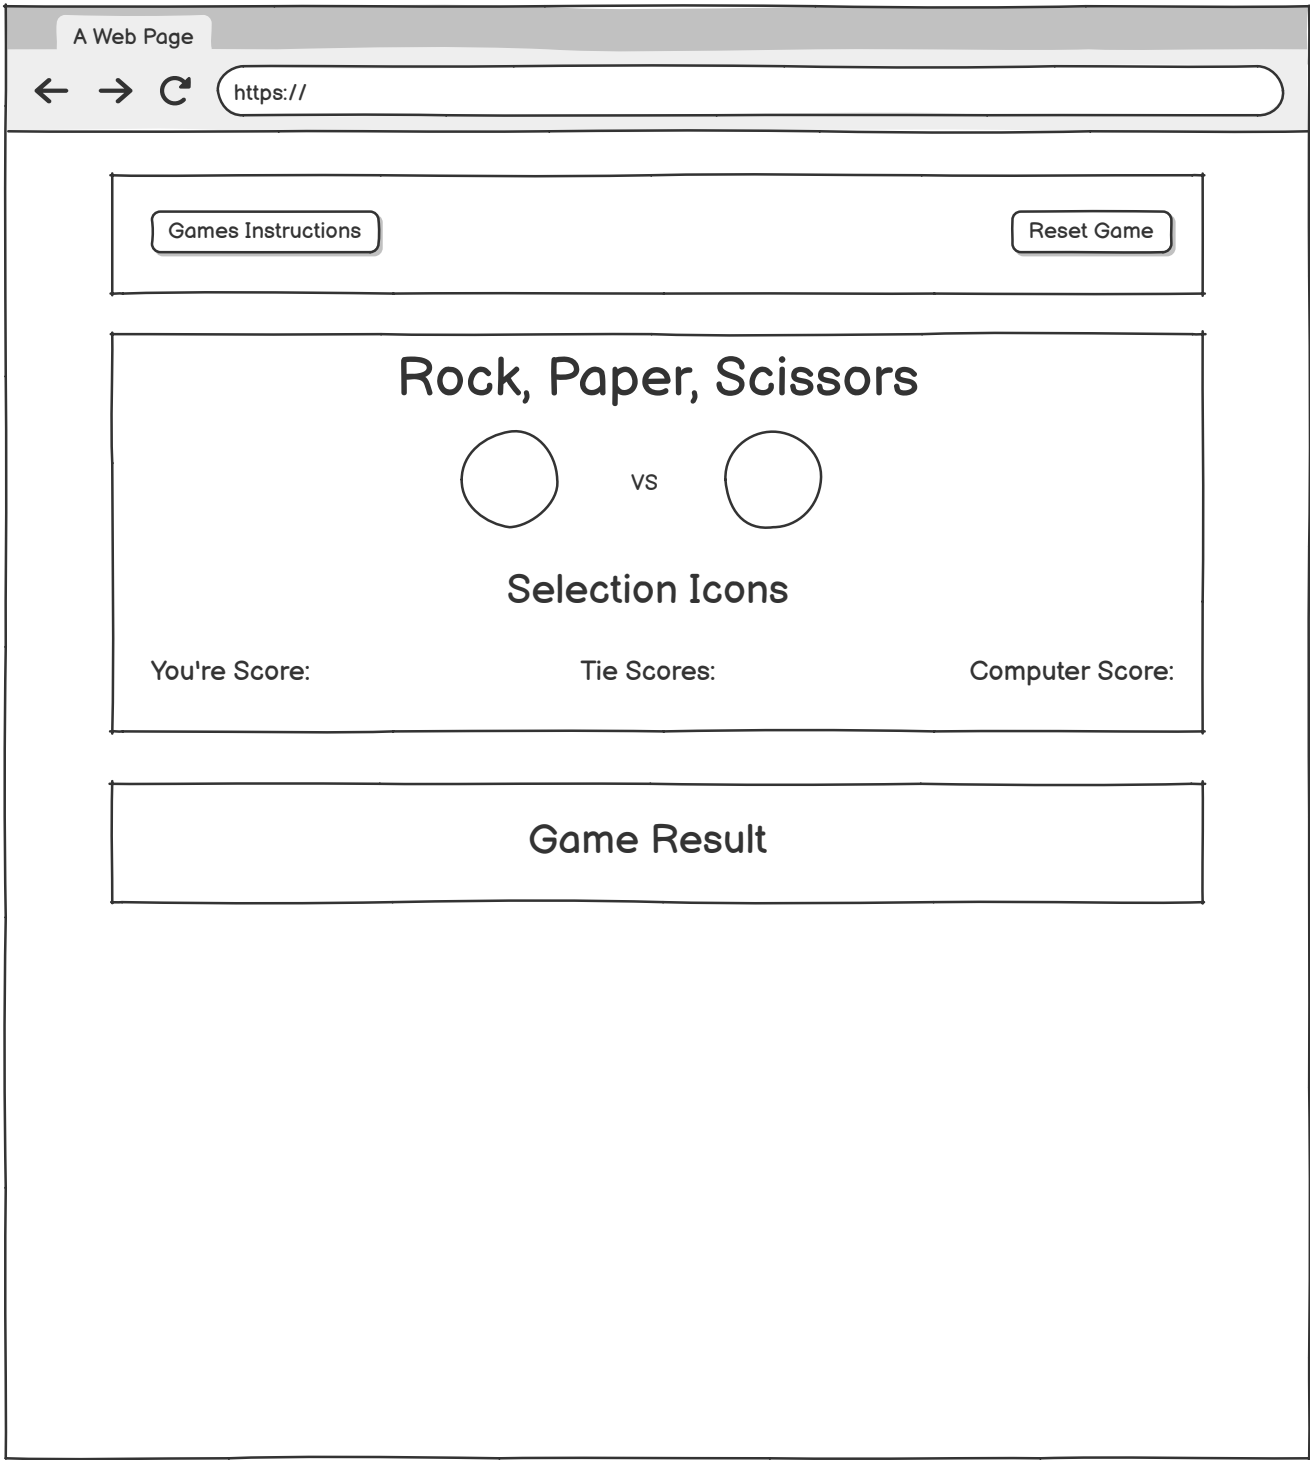 A Web Page
https://
Games Instructions
Reset Game
Rock, Paper, Scissors
VS
Selection Icons
You're Score:
Tie Scores:
Computer Score:
Game Result